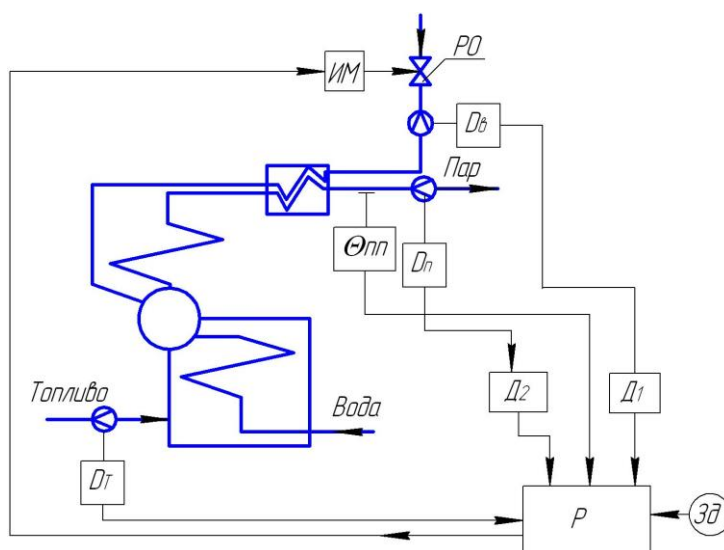 ИМ
РО
Dв
Пар
Θпп
Dп
Топливо
Вода
Д2
Д1
Dт
Р
Зд